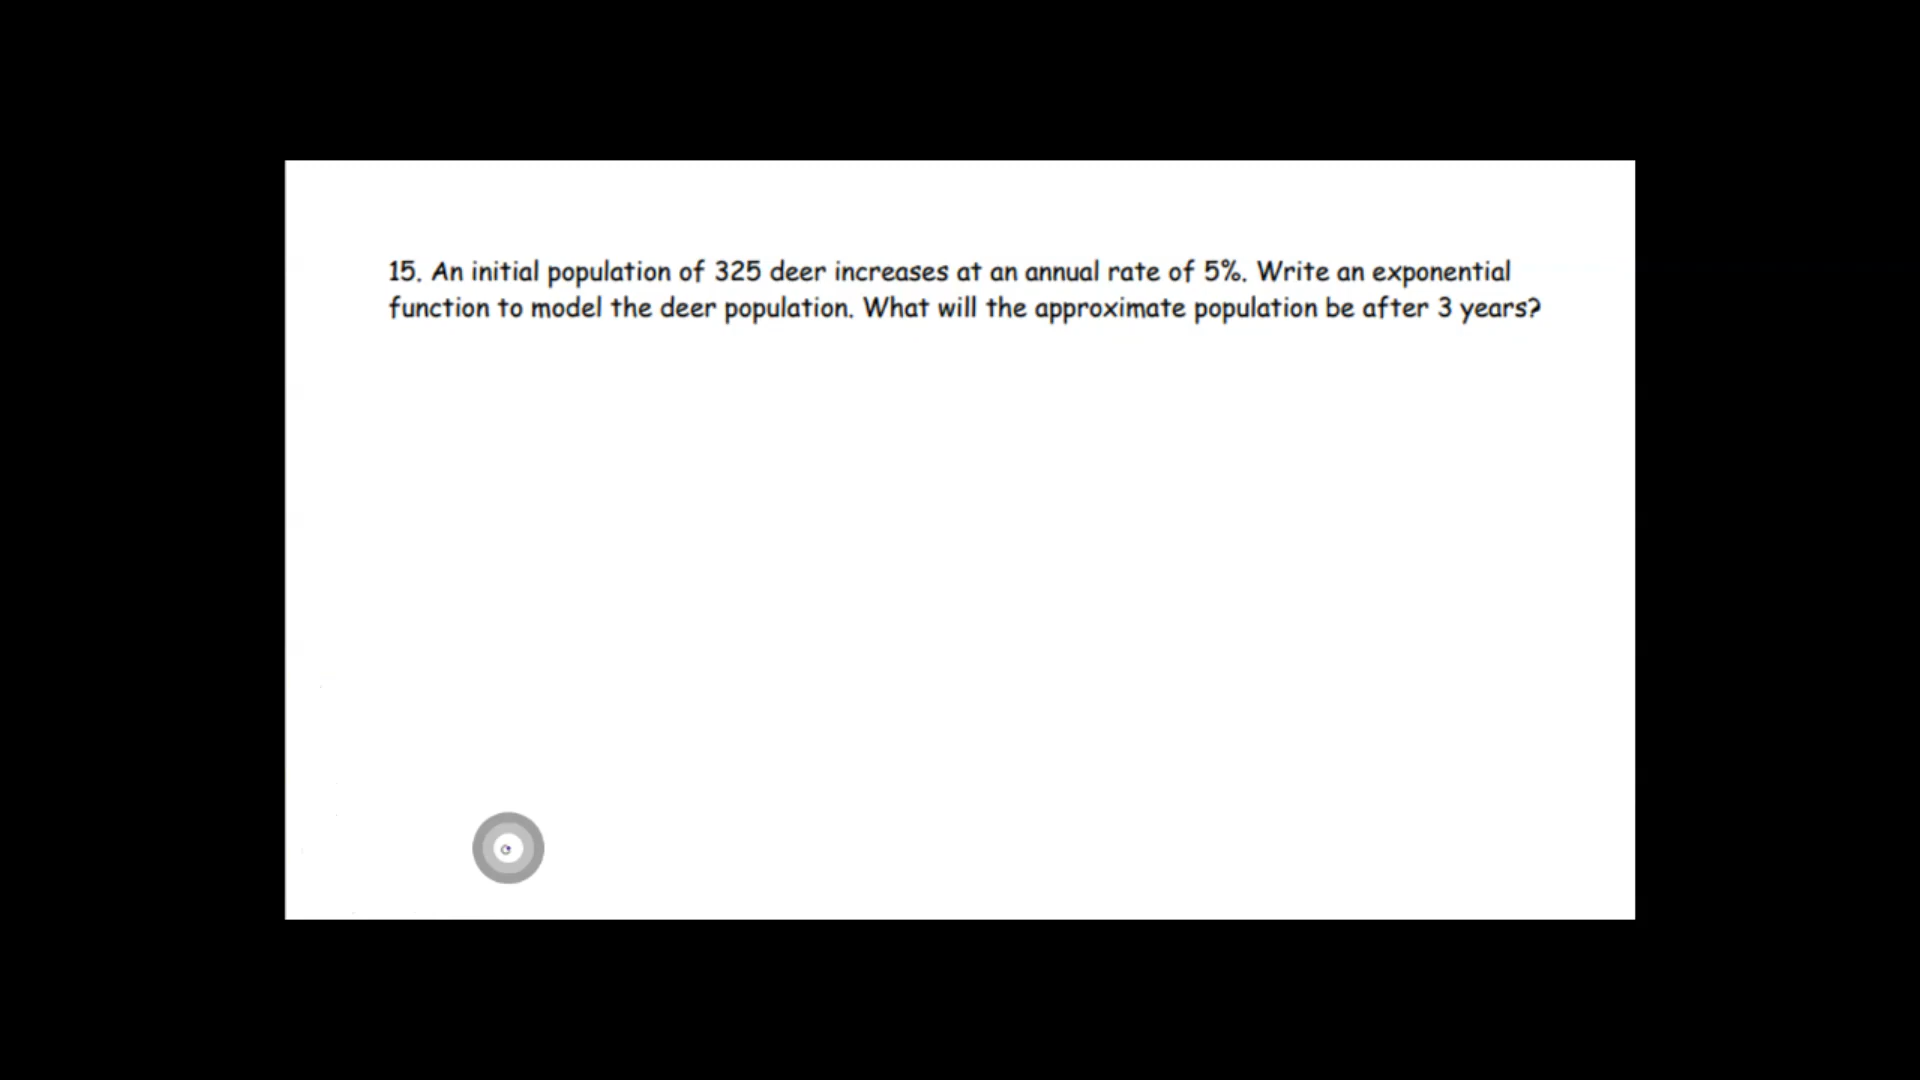 15. An initial population of 325 deer increases at an annual rate of 5%. Write an exponential
function to model the deer population. What will the approximate population be after 3 years?